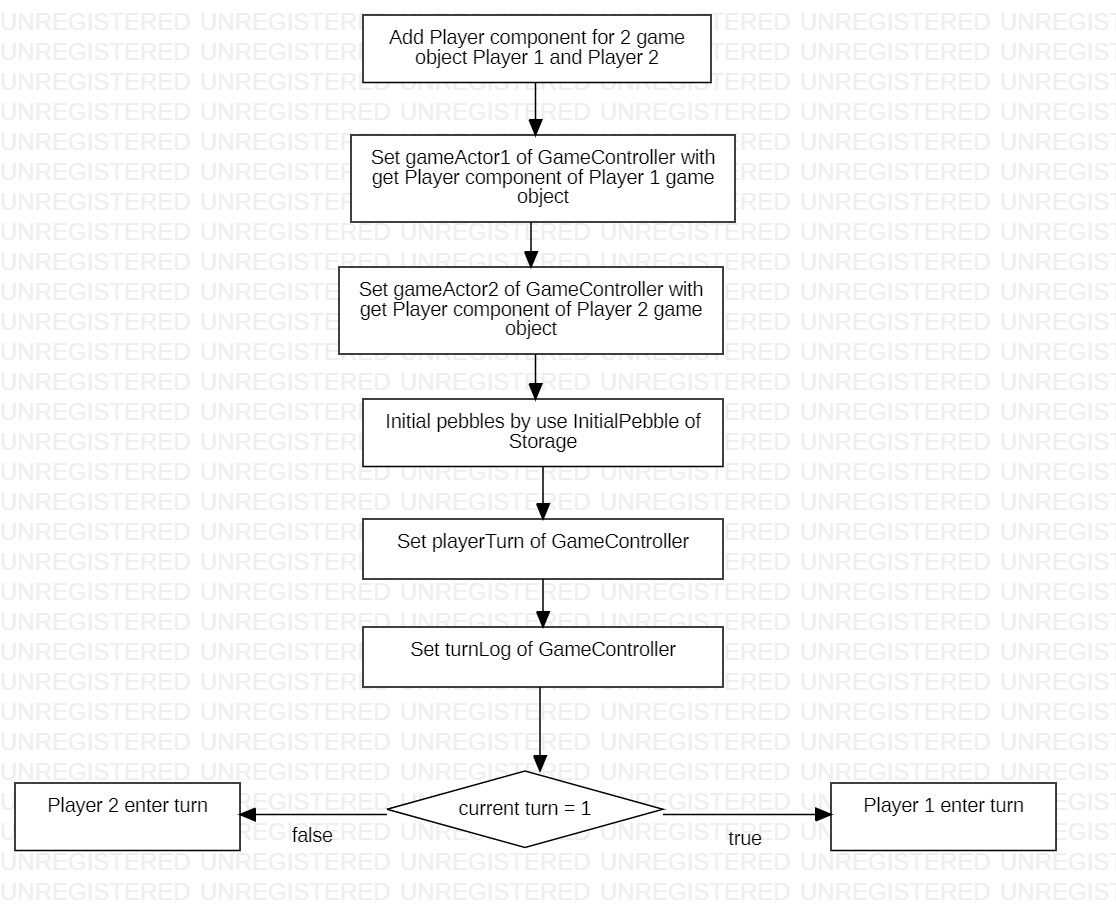 Add Player component for 2 game
object Player 1 and Player 2
Set gameActor1 of GameController with
get Player component of Player 1 game
object
Set gameActor2 of GameController with
get Player component of Player 2 game
object
Initial pebbles by use InitialPebble of
Storage
Set playerTurn of GameController
Set turnLog of GameController
current turn = 1
Player 2 enter turn
Player 1 enter turn
false
true
UNREGISTERED